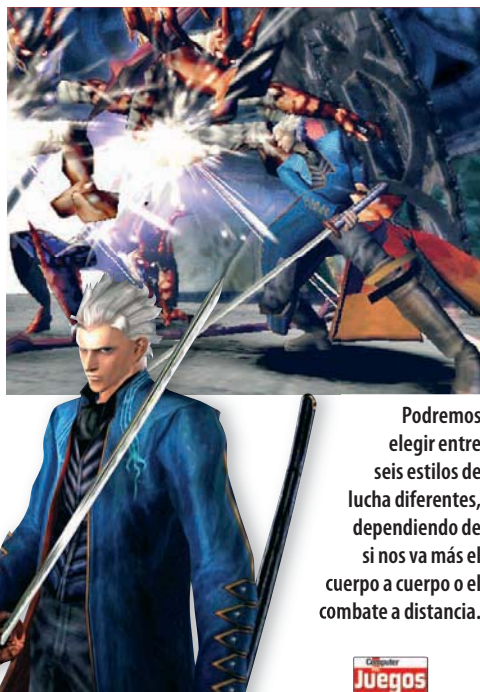 Podremos
elegir entre
seis estilos de
lucha diferentes,
dependiendo de
si nos va más el
cuerpo a cuerpo o el
combate a distancia.
Computer
Juegos